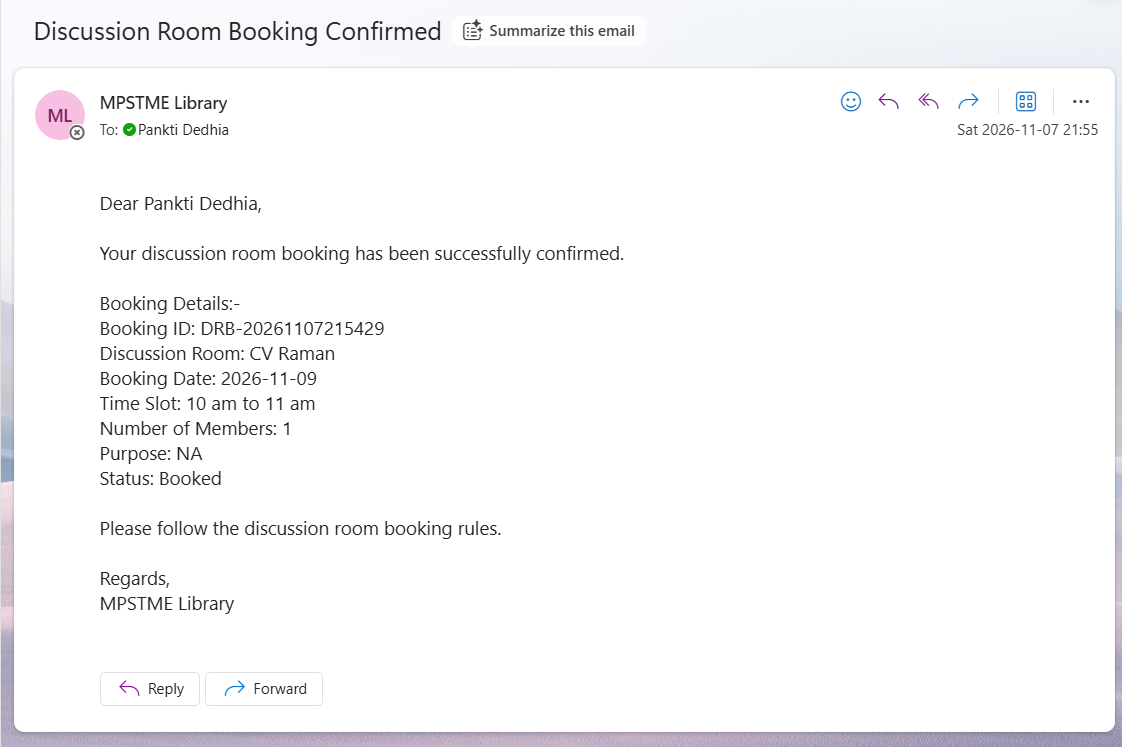 Discussion Room Booking Confirmed
Summarize this email
ML
MPSTME Library
To: Pankti Dedhia
Sat 2026-11-07 21:55
Dear Pankti Dedhia,
Your discussion room booking has been successfully confirmed.
Booking Details:-
Booking ID: DRB-20261107215429
Discussion Room: CV Raman
Booking Date: 2026-11-09
Time Slot: 10 am to 11 am
Number of Members: 1
Purpose: NA
Status: Booked
Please follow the discussion room booking rules.
Regards,
MPSTME Library
Reply
Forward